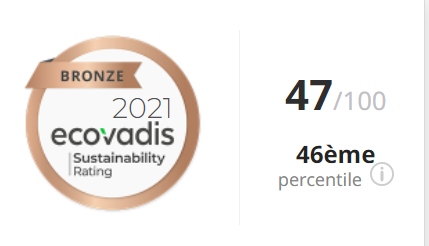 BRONZE
2021
ecovadis
Sustainability
Rating
47/100
46ème
percentile